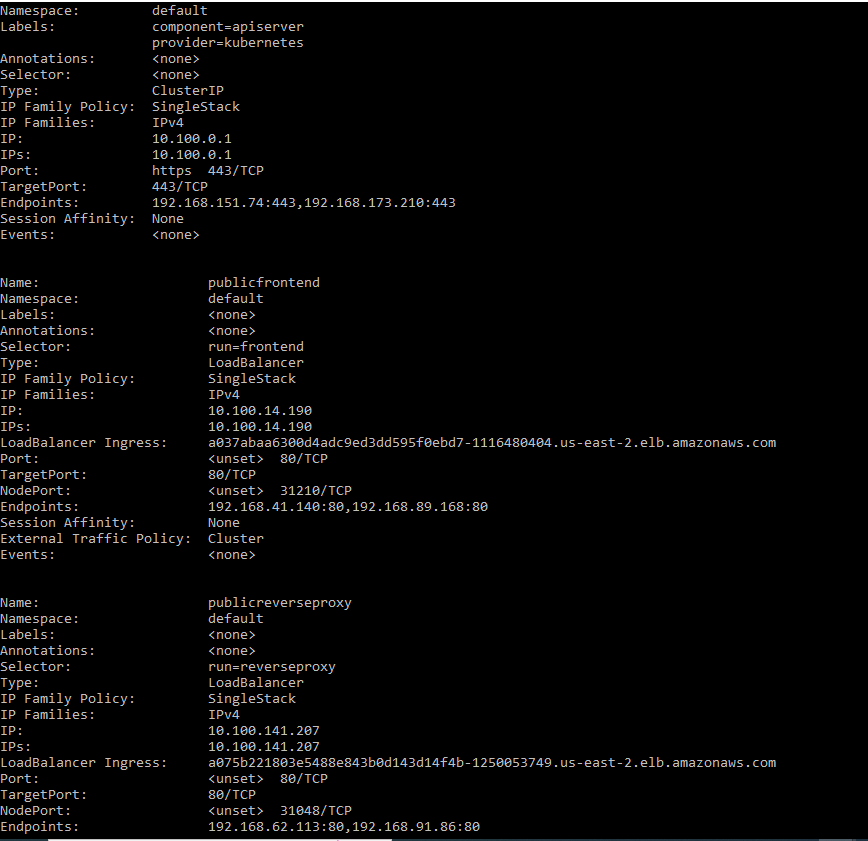 Namespace:         default
Labels:            component=apiserver
                   provider=kubernetes
Annotations:       <none>
Selector:          <none>
Type:              ClusterIP
IP Family Policy:  SingleStack
IP Families:       IPv4
IP:                10.100.0.1
IPs:               10.100.0.1
Port:              https  443/TCP
TargetPort:        443/TCP
Endpoints:         192.168.151.74:443,192.168.173.210:443
Session Affinity:  None
Events:            <none>

Name:                     publicfrontend
Namespace:                default
Labels:                   <none>
Annotations:              <none>
Selector:                 run=frontend
Type:                     LoadBalancer
IP Family Policy:         SingleStack
IP Families:              IPv4
IP:                       10.100.14.190
IPs:                      10.100.14.190
LoadBalancer Ingress:     a037abaa6300d4adc9ed3dd595f0ebd7-1116480404.us-east-2.elb.amazonaws.com
Port:                     <unset>  80/TCP
TargetPort:               80/TCP
NodePort:                 <unset>  31210/TCP
Endpoints:                192.168.41.140:80,192.168.89.168:80
Session Affinity:         None
External Traffic Policy:  Cluster
Events:                   <none>

Name:                     publicreverseproxy
Namespace:                default
Labels:                   <none>
Annotations:              <none>
Selector:                 run=reverseproxy
Type:                     LoadBalancer
IP Family Policy:         SingleStack
IP Families:              IPv4
IP:                       10.100.141.207
IPs:                      10.100.141.207
LoadBalancer Ingress:     a075b221803e5488e843b0d143d14f4b-1250053749.us-east-2.elb.amazonaws.com
Port:                     <unset>  80/TCP
TargetPort:               80/TCP
NodePort:                 <unset>  31048/TCP
Endpoints:                192.168.62.113:80,192.168.91.86:80